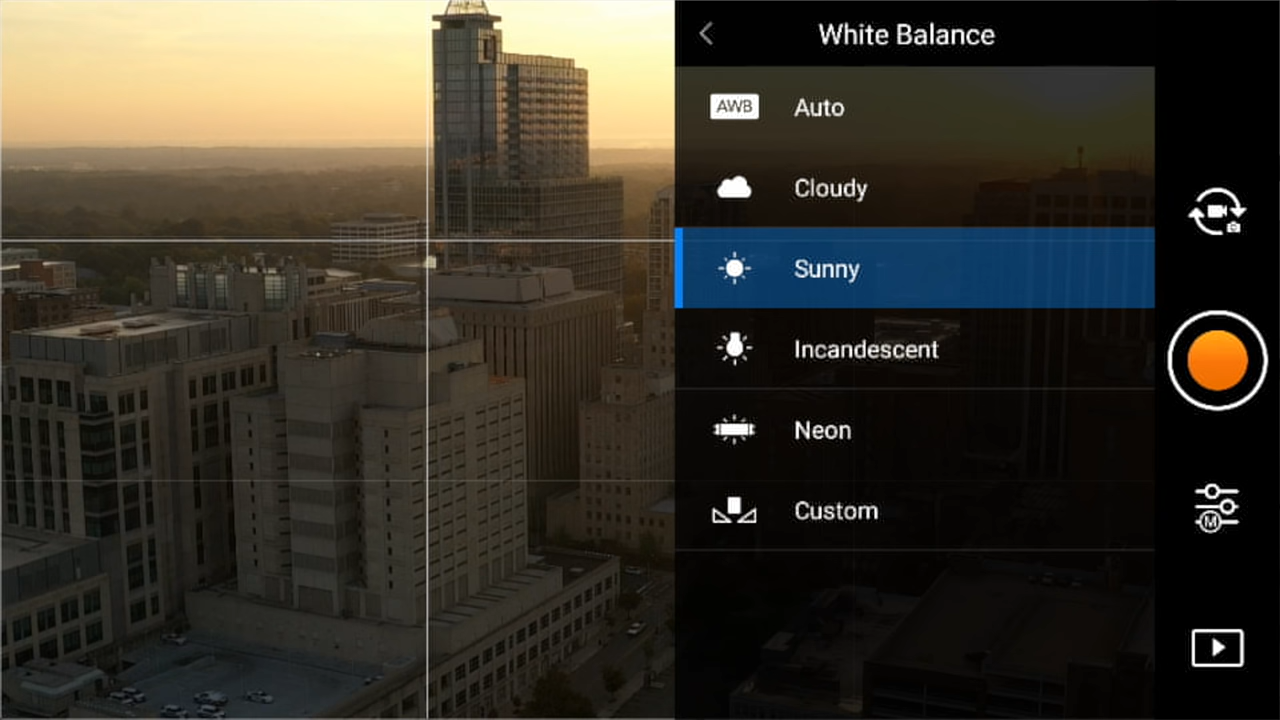 White Balance
AWB Auto
Cloudy
Sunny
Incandescent
Neon
Custom
M